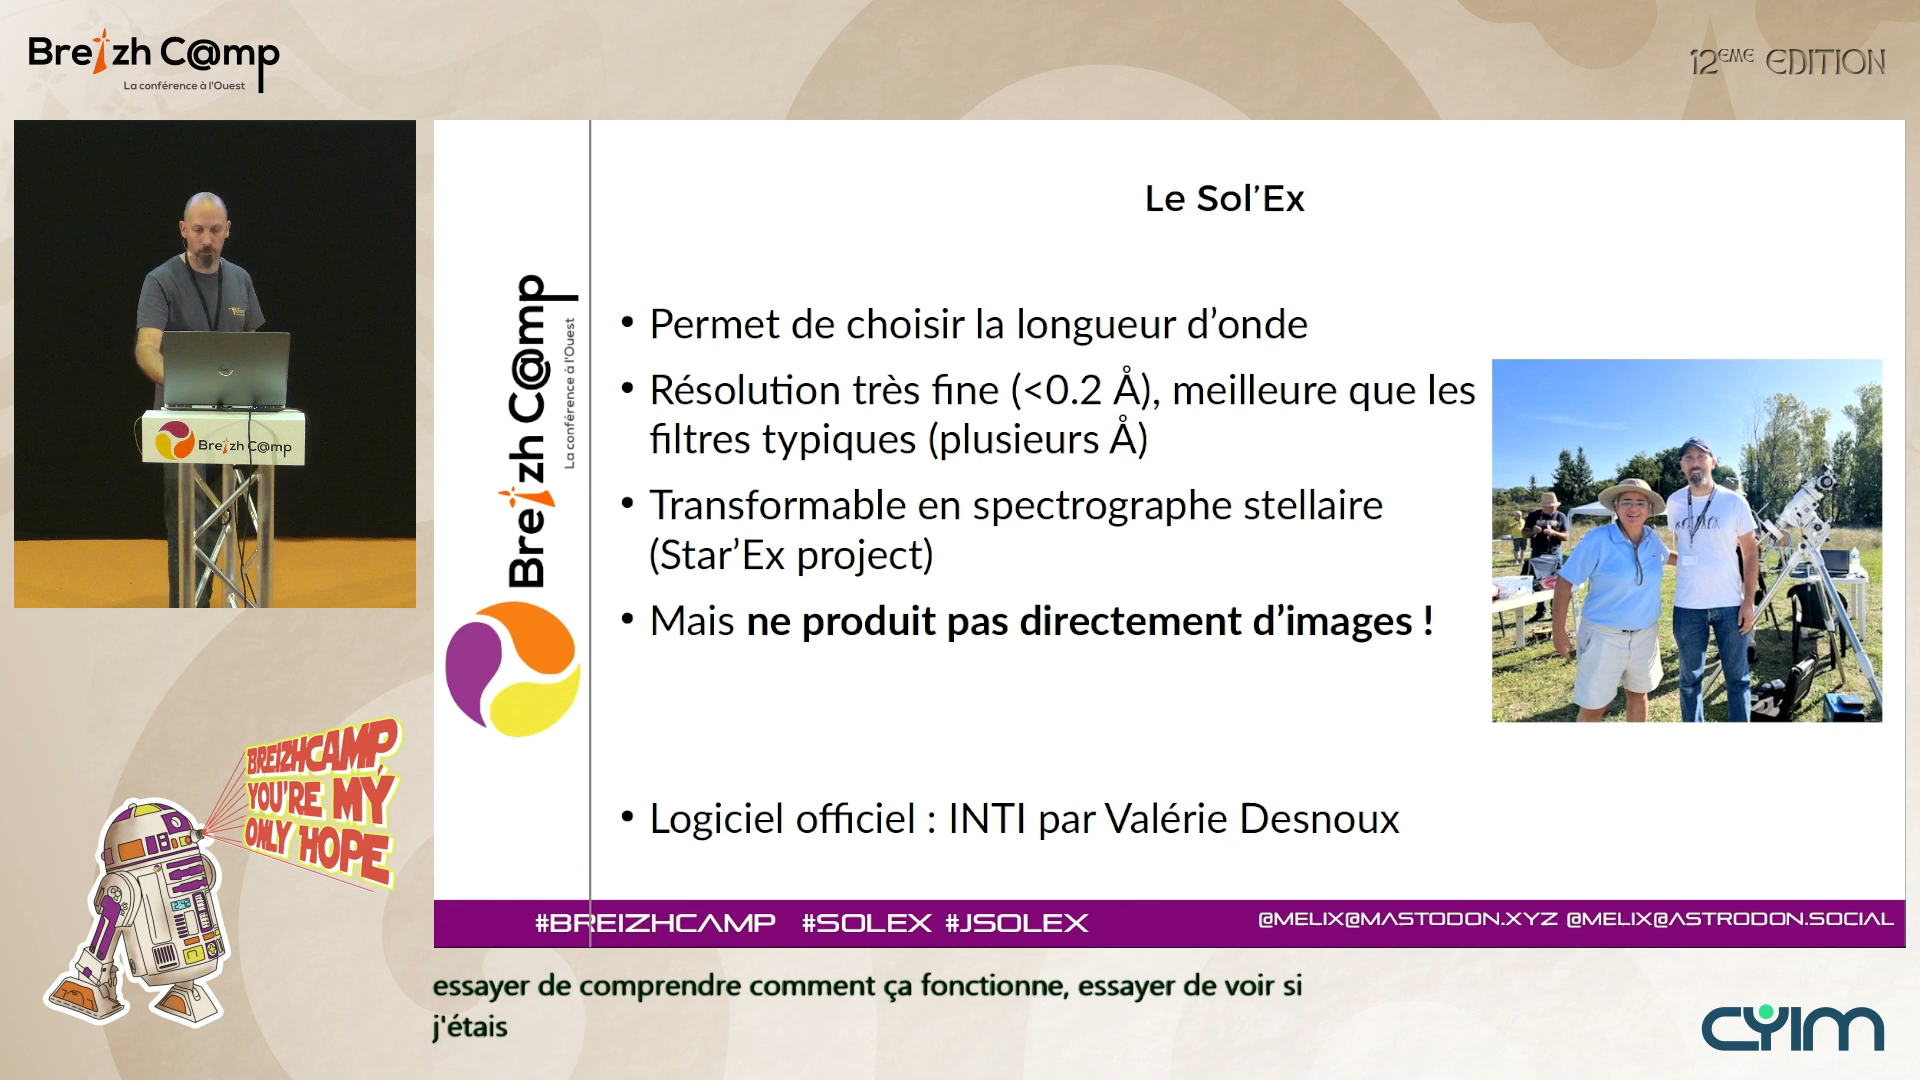 Breizh C@mp
La conférence à l'Ouest
12EME EDITION
Breizh C@mp
Breizh C@mp
La conférence à l'Ouest
Le Sol’Ex
• Permet de choisir la longueur d’onde
• Résolution très fine (<0.2 Å), meilleure que les
filtres typiques (plusieurs Å)
• Transformable en spectrographe stellaire
(Star’Ex project)
• Mais ne produit pas directement d’images !
• Logiciel officiel : INTI par Valérie Desnoux
#BREIZHCAMP #SOLEX #JSOLEX
@MELIX@MASTODON.XYZ @MELIX@ASTRODON.SOCIAL
BREIZHCAMP,
YOU'RE MY
ONLY HOPE
essayer de comprendre comment ça fonctionne, essayer de voir si
j'étais
CYIM